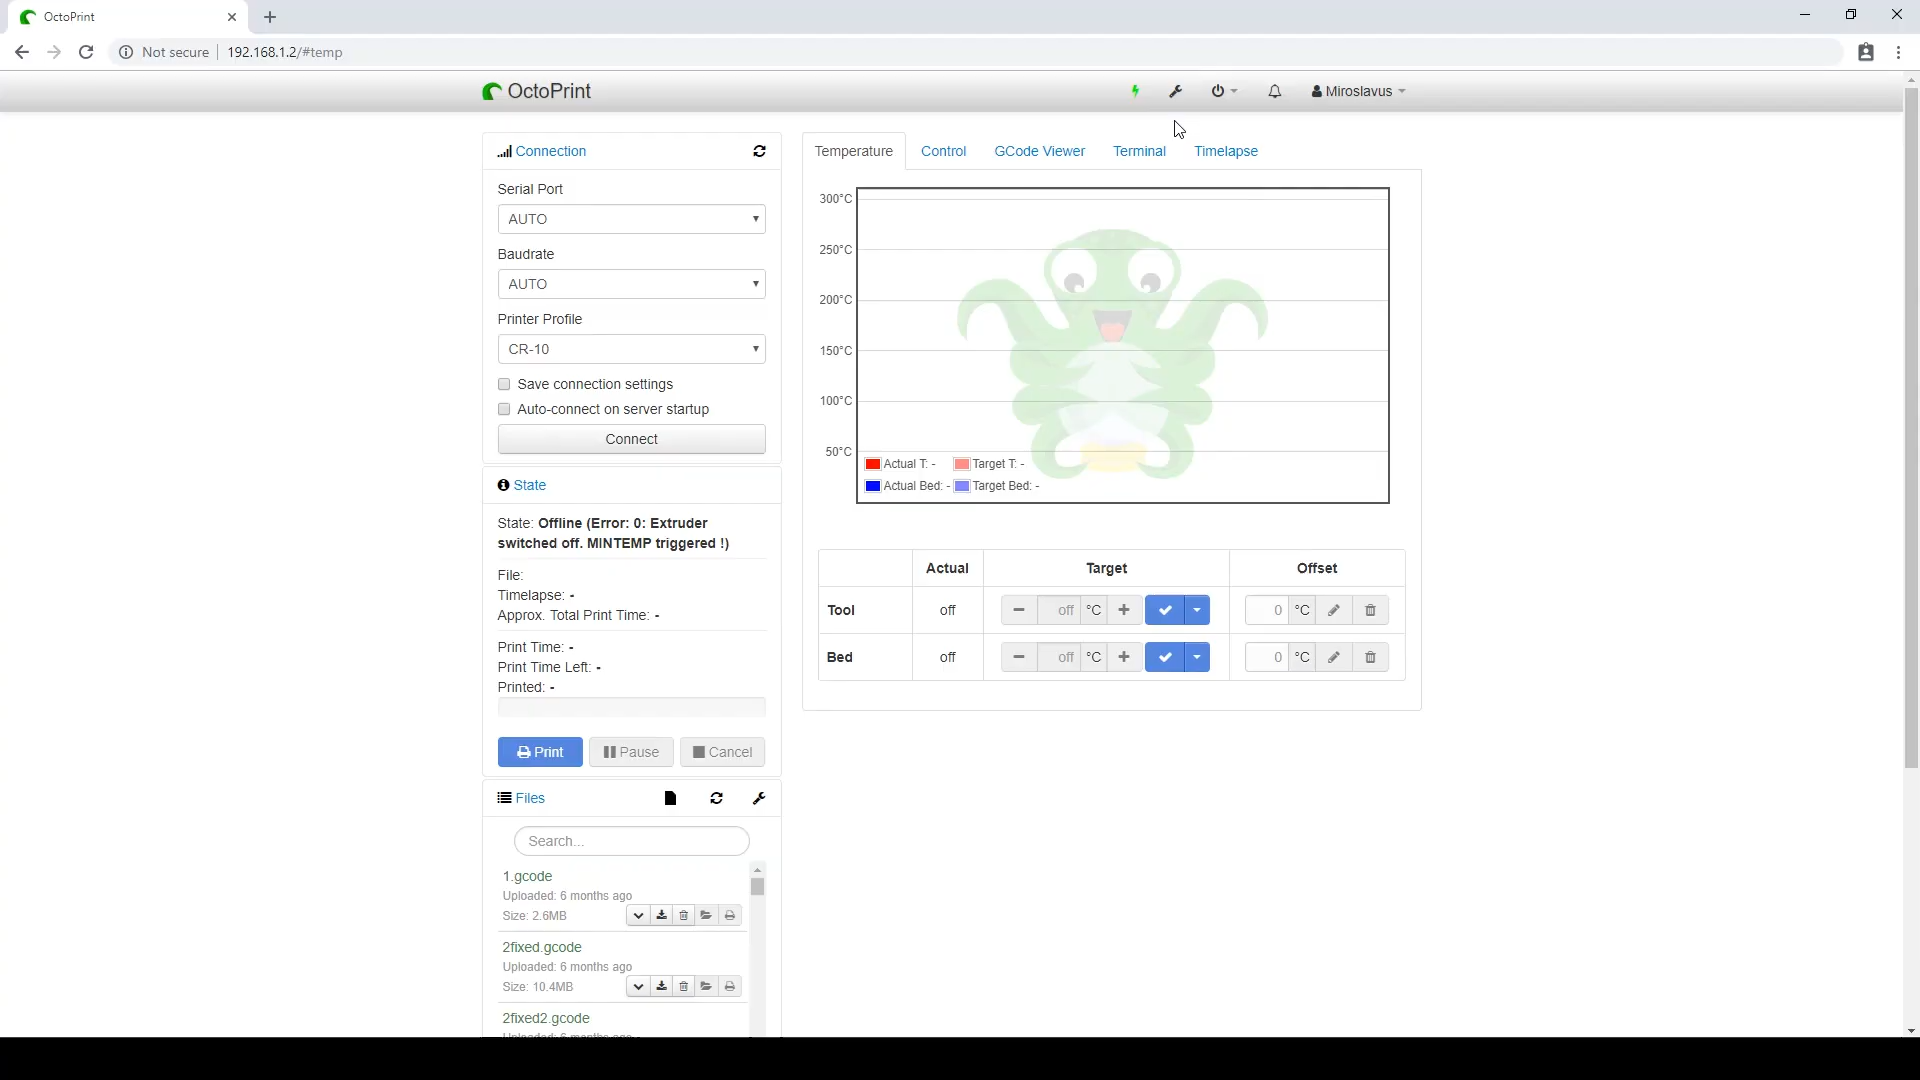 OctoPrint
Not secure 192.168.1.2/#temp
OctoPrint
Miroslavus
Connection
Serial Port
AUTO
Baudrate
AUTO
Printer Profile
CR-10
Save connection settings
Auto-connect on server startup
Connect
State
State: Offline (Error: 0: Extruder
switched off. MINTEMP triggered !)
File:
Timelapse: -
Approx. Total Print Time: -
Print Time: -
Print Time Left: -
Printed: -
Print Pause Cancel
Files
Search...
1.gcode
Uploaded: 6 months ago
Size: 2.6MB
2fixed.gcode
Uploaded: 6 months ago
Size: 10.4MB
2fixed2.gcode
Uploaded: 6 months ago
Temperature Control GCode Viewer Terminal Timelapse
300°C
250°C
200°C
150°C
100°C
50°C
Actual T: - Target T: -
Actual Bed: - Target Bed: -
Actual Target Offset
Tool off off °C 0 °C
Bed off off °C 0 °C